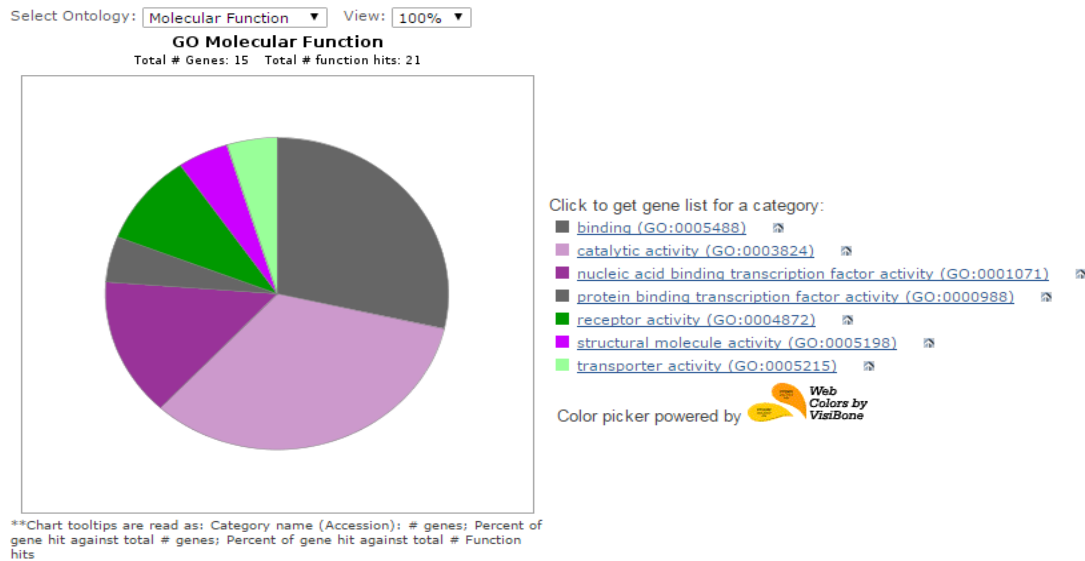 Select Ontology: Molecular Function View: 100%
GO Molecular Function
Total # Genes: 15 Total # function hits: 21
Click to get gene list for a category:
binding (GO:0005488)
catalytic activity (GO:0003824)
nucleic acid binding transcription factor activity (GO:0001071)
protein binding transcription factor activity (GO:0000988)
receptor activity (GO:0004872)
structural molecule activity (GO:0005198)
transporter activity (GO:0005215)
Color picker powered by
Web
Colors by
VisiBone
**Chart tooltips are read as: Category name (Accession): # genes; Percent of
gene hit against total # genes; Percent of gene hit against total # Function
hits